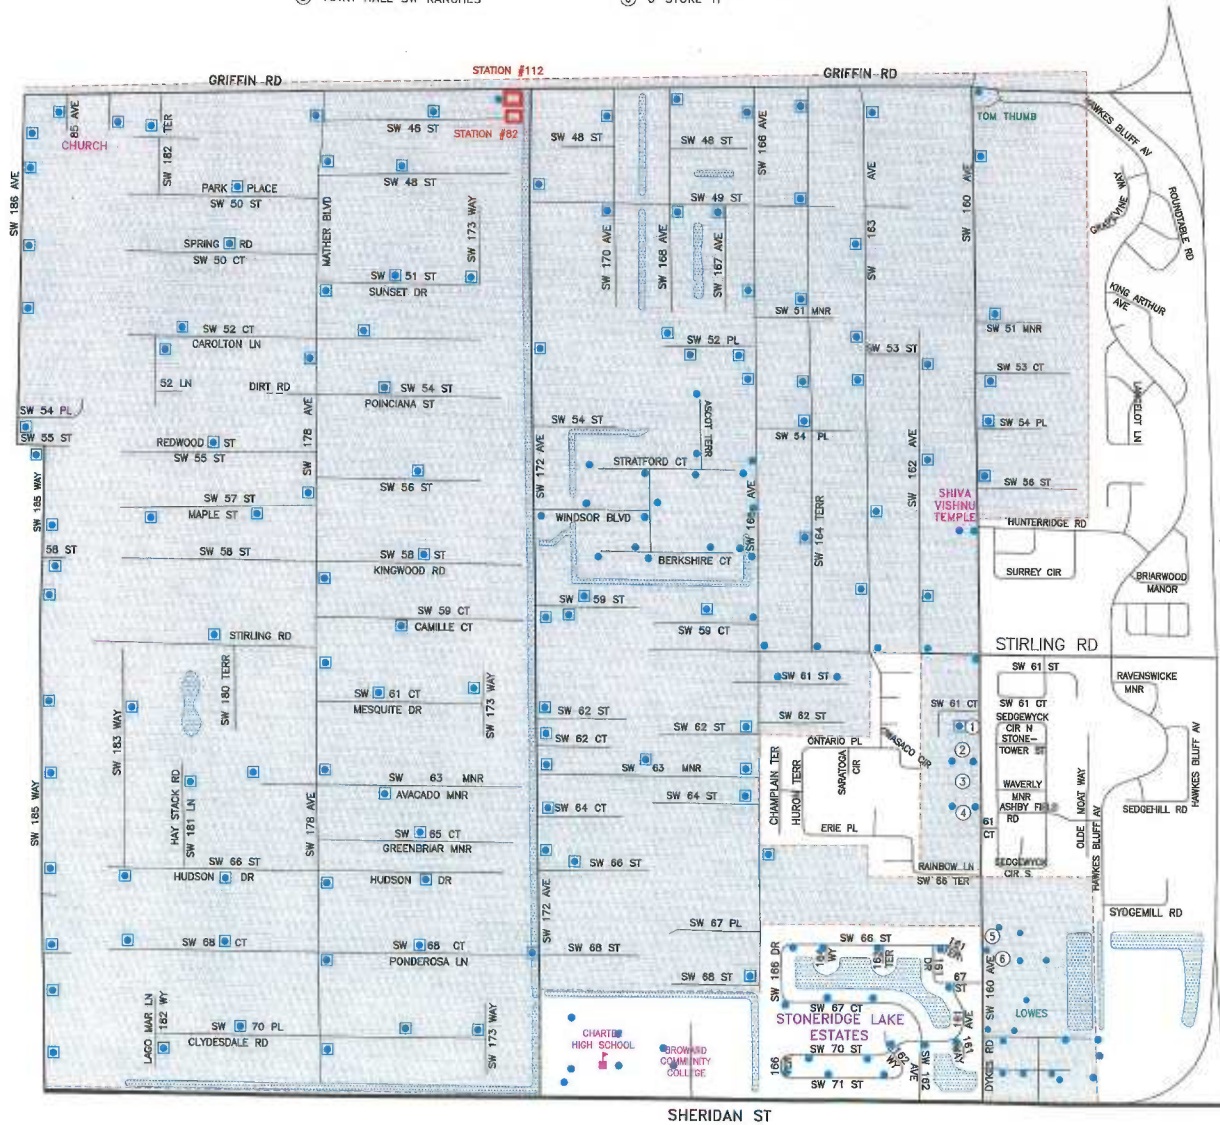 GRIFFIN RD
STATION #112
GRIFFIN RD
85 AVE
CHURCH
SW 182 TER
SW 46 ST
STATION #82
SW 48 ST
SW 48 ST
SW 166 AVE
AVE
TOM THUMB
HAWKES BLUFF AV
SW 186 AVE
PARK PLACE
SW 50 ST
MATHER BLVD
SW 48 ST
SW 173 WAY
SW 49 ST
SW 160 AVE
GRAPEVINE WAY
ROUNDTABLE RD
SPRING RD
SW 50 CT
SW 51 ST
SUNSET DR
SW 170 AVE
SW 168 AVE
SW 167 AVE
SW 163
KING ARTHUR
AVE
SW 52 CT
CAROLTON LN
SW 51 MNR
SW 51 MNR
SW 52 PL
SW 53 ST
SW 53 CT
52 LN
DIRT RD
SW 54 ST
POINCIANA ST
LANCELOT LN
SW 54 PL
SW 55 ST
SW 178 AVE
SW 54 ST
ASCOT TERR
SW 54 PL
SW 54 PL
REDWOOD ST
SW 55 ST
SW 172 AVE
STRATFORD CT
SW 162 AVE
SW 185 WAY
SW 56 ST
SW 56 ST
SW 57 ST
MAPLE ST
WINDSOR BLVD
SW 164 TERR
SHIVA
VISHNU
TEMPLE
HUNTERRIDGE RD
58 ST
SW 58 ST
SW 58 ST
KINGWOOD RD
BERKSHIRE CT
SURREY CIR
BRIARWOOD
MANOR
SW 59 ST
SW 59 CT
CAMILLE CT
SW 59 CT
STIRLING RD
STIRLING RD
SW 180 TERR
SW 61 ST
SW 61 ST
RAVENSWICKE
MNR
SW 183 WAY
SW 61 CT
MESQUITE DR
SW 173 WAY
SW 62 ST
SW 62 ST
SW 62 ST
SW 61 CT
SW 61 CT
SEDGEWYCK
CIR N
STONE-
TOWER ST
1
SW 62 CT
ONTARIO PL
2
HAWKES BLUFF AV
SW 185 WAY
HAY STACK RD
SW 181 LN
SW 63 MNR
AVACADO MNR
SW 63 MNR
CHAMPLAIN TER
HURON TERR
SARATOGA
CIR
3
WAVERLY
MNR
ASHBY FIELD
RD
OLDE MOAT WAY
SEDGEHILL RD
SW 178 AVE
SW 64 ST
SW 64 CT
4
61
CT
SW 65 CT
GREENBRIAR MNR
ERIE PL
HAWKES BLUFF AV
SW 66 ST
HUDSON DR
HUDSON DR
SW 66 ST
RAINBOW LN
SW 66 TER
SEDGEWYCK
CIR S.
SW 172 AVE
SYDGEMILL RD
SW 67 PL
SW 68 CT
SW 68 CT
PONDEROSA LN
SW 68 ST
SW 66 ST
5
6
SW 68 ST
SW 166 DR
67
ST
SW 160 AVE
LAGO MAR LN
182 WY
SW 70 PL
CLYDESDALE RD
SW 173 WAY
SW 67 CT
STONERIDGE LAKE
ESTATES
LOWES
CHARTER
HIGH SCHOOL
BROWARD
COMMUNITY
COLLEGE
SW 70 ST
SW 71 ST
162
WY
SW 162
AVE
DYKES RD
SHERIDAN ST